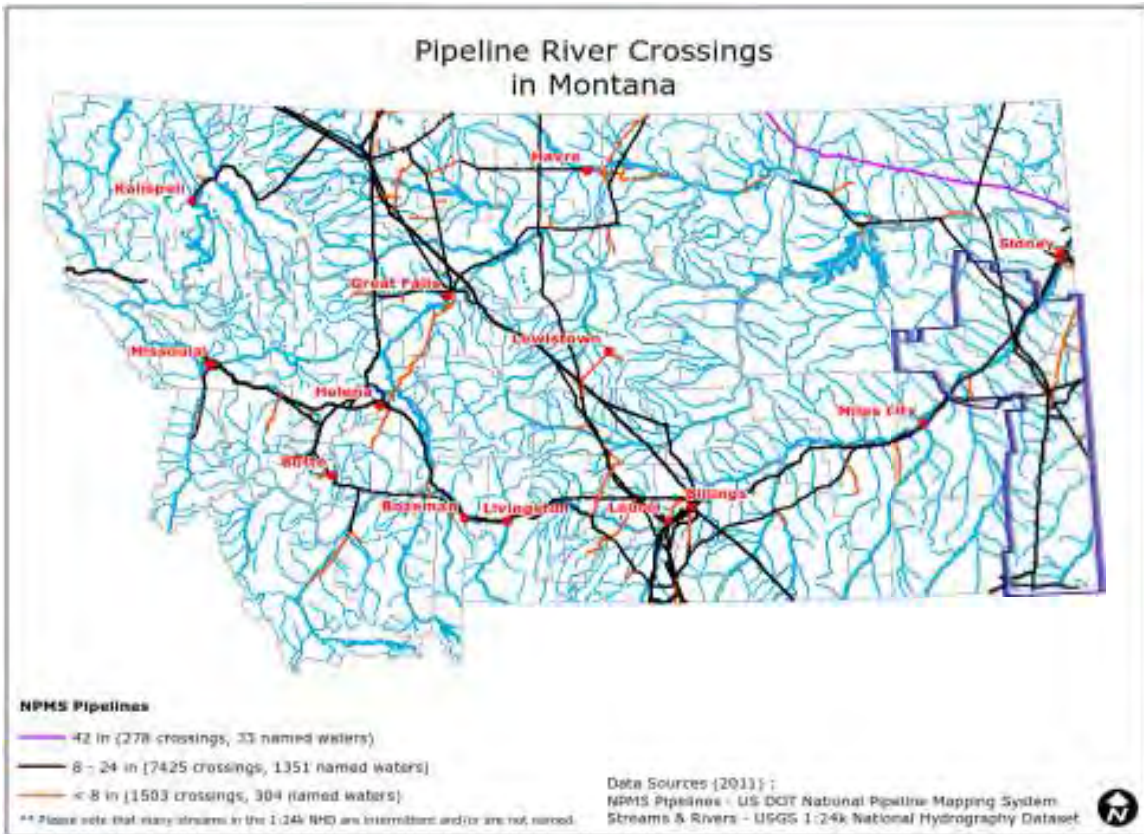 Pipeline River Crossings
in Montana
Havre
Kalispell
Sidney
Great Falls
Lewistown
Missoula
Helena
Miles City
Butte
Billings
Bozeman
Livingston
Laurel
NPMS Pipelines
42 in (278 crossings, 33 named waters)
8 - 24 in (7425 crossings, 1351 named waters)
< 8 in (1503 crossings, 304 named waters)
** Please note that many streams in the 1:24k NHD are intermittent and/or are not named.
Data Sources (2011) :
NPMS Pipelines - US DOT National Pipeline Mapping System
Streams & Rivers - USGS 1:24k National Hydrography Dataset
N